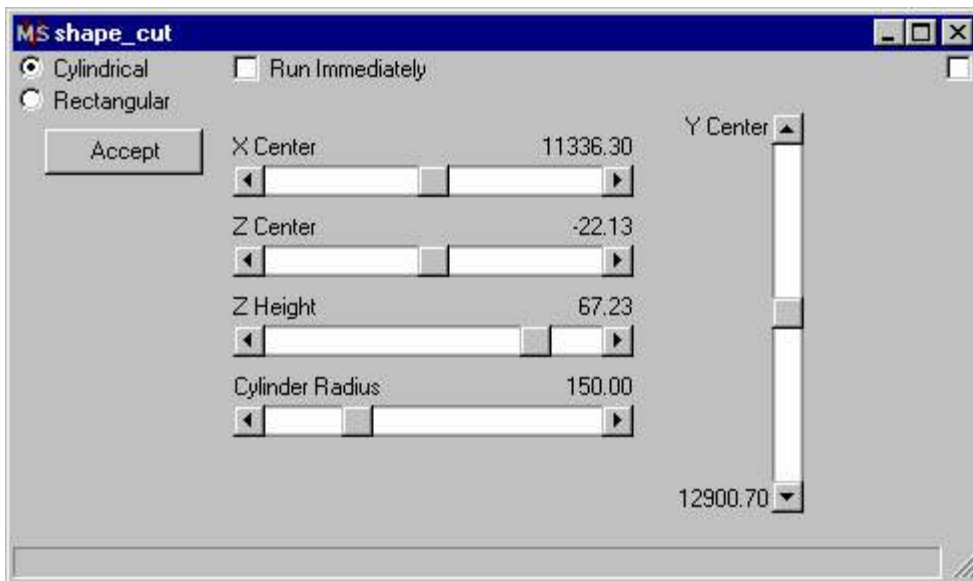 MS shape_cut
Cylindrical
Run Immediately
Rectangular
Accept
X Center 11336.30
Z Center -22.13
Z Height 67.23
Cylinder Radius 150.00
Y Center
12900.70